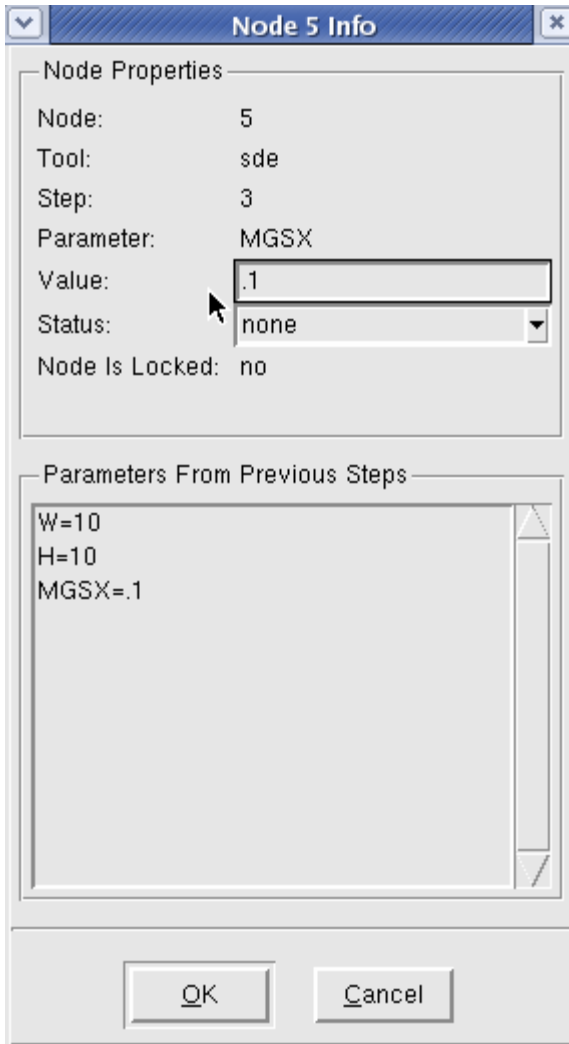 Node 5 Info
Node Properties
Node: 5
Tool: sde
Step: 3
Parameter: MGSX
Value: .1
Status: none
Node Is Locked: no
Parameters From Previous Steps
W=10
H=10
MGSX=.1
OK Cancel